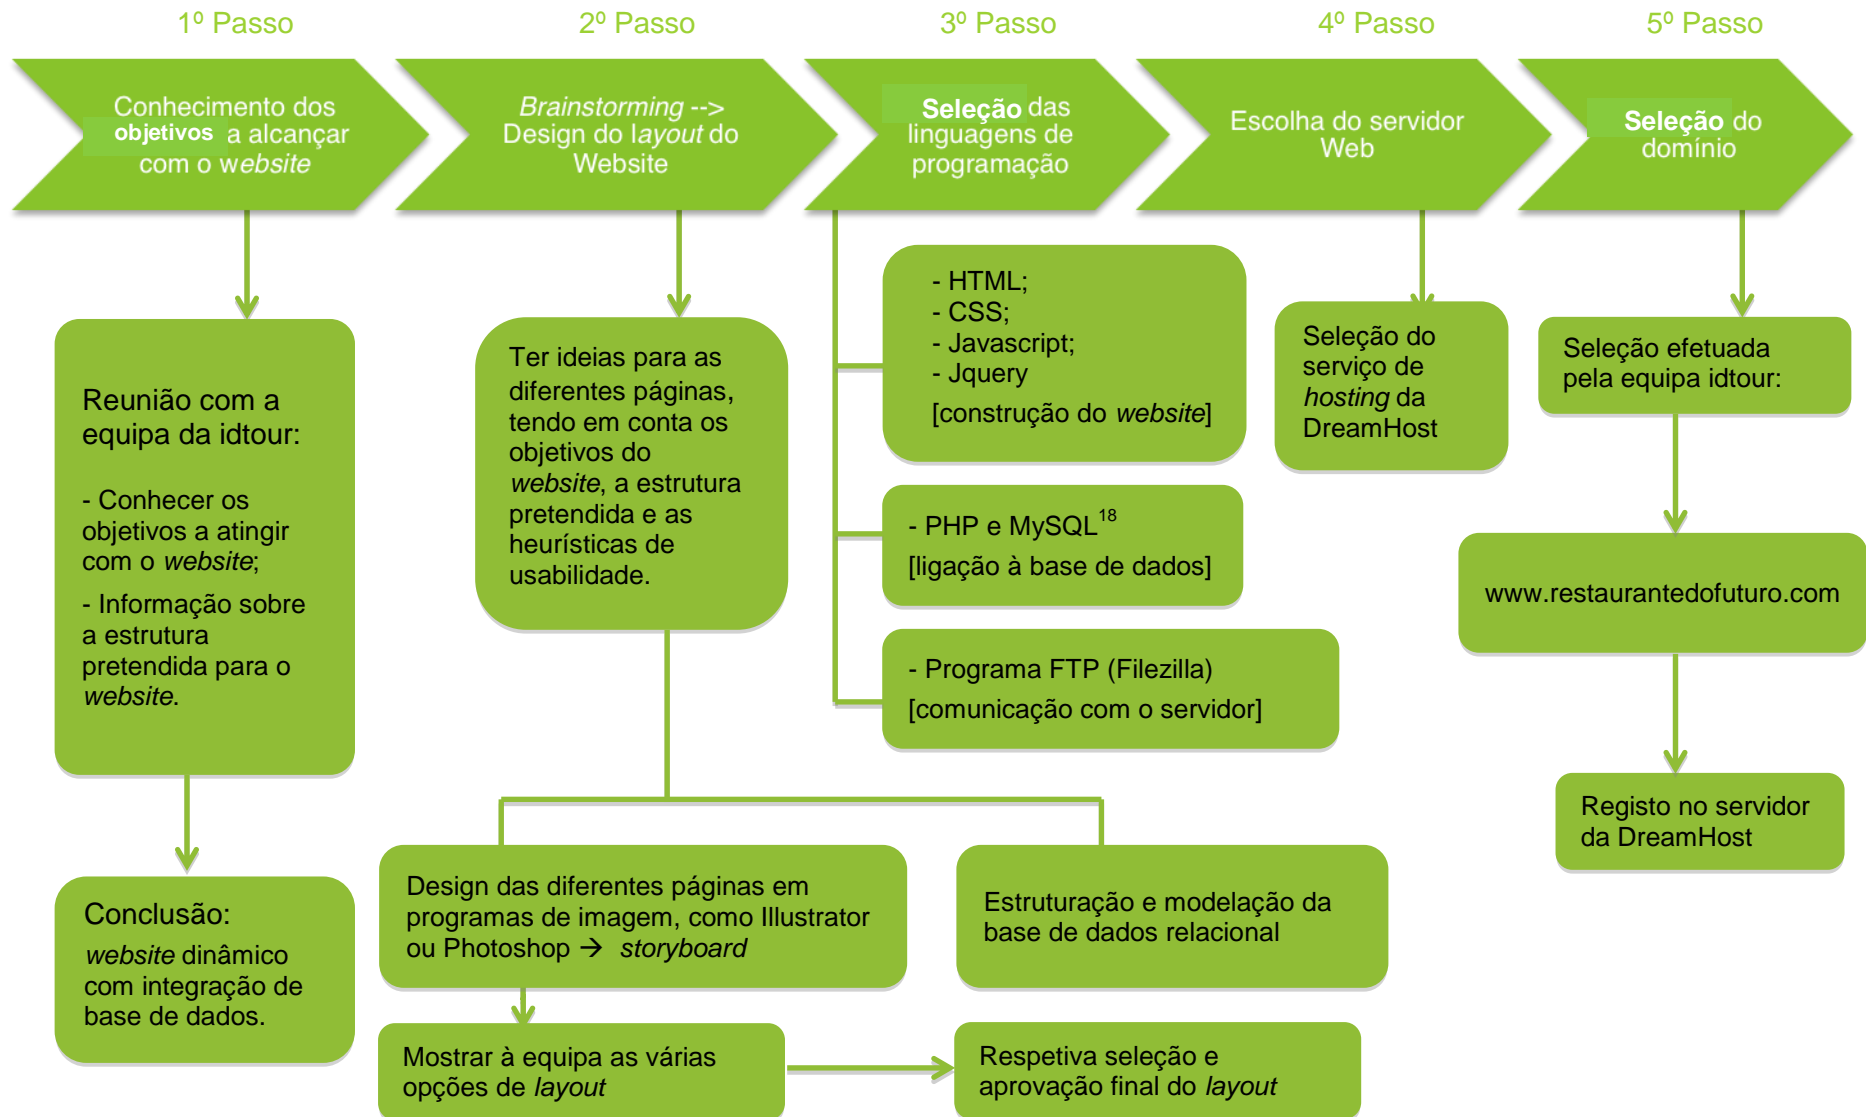 1º Passo
2º Passo
3º Passo
4º Passo
5º Passo
Conhecimento dos
objetivos a alcançar
com o website
Brainstorming -->
Design do layout do
Website
Seleção das
linguagens de
programação
Escolha do servidor
Web
Seleção do
domínio
Reunião com a
equipa da idtour:
- Conhecer os
objetivos a atingir
com o website;
- Informação sobre
a estrutura
pretendida para o
website.
Conclusão:
website dinâmico
com integração de
base de dados.
Ter ideias para as
diferentes páginas,
tendo em conta os
objetivos do
website, a estrutura
pretendida e as
heurísticas de
usabilidade.
Design das diferentes páginas em
programas de imagem, como Illustrator
ou Photoshop → storyboard
Estruturação e modelação da
base de dados relacional
Mostrar à equipa as várias
opções de layout
Respetiva seleção e
aprovação final do layout
- HTML;
- CSS;
- Javascript;
- Jquery
[construção do website]
- PHP e MySQL18
[ligação à base de dados]
- Programa FTP (Filezilla)
[comunicação com o servidor]
Seleção do
serviço de
hosting da
DreamHost
Seleção efetuada
pela equipa idtour:
www.restaurantedofuturo.com
Registo no servidor
da DreamHost